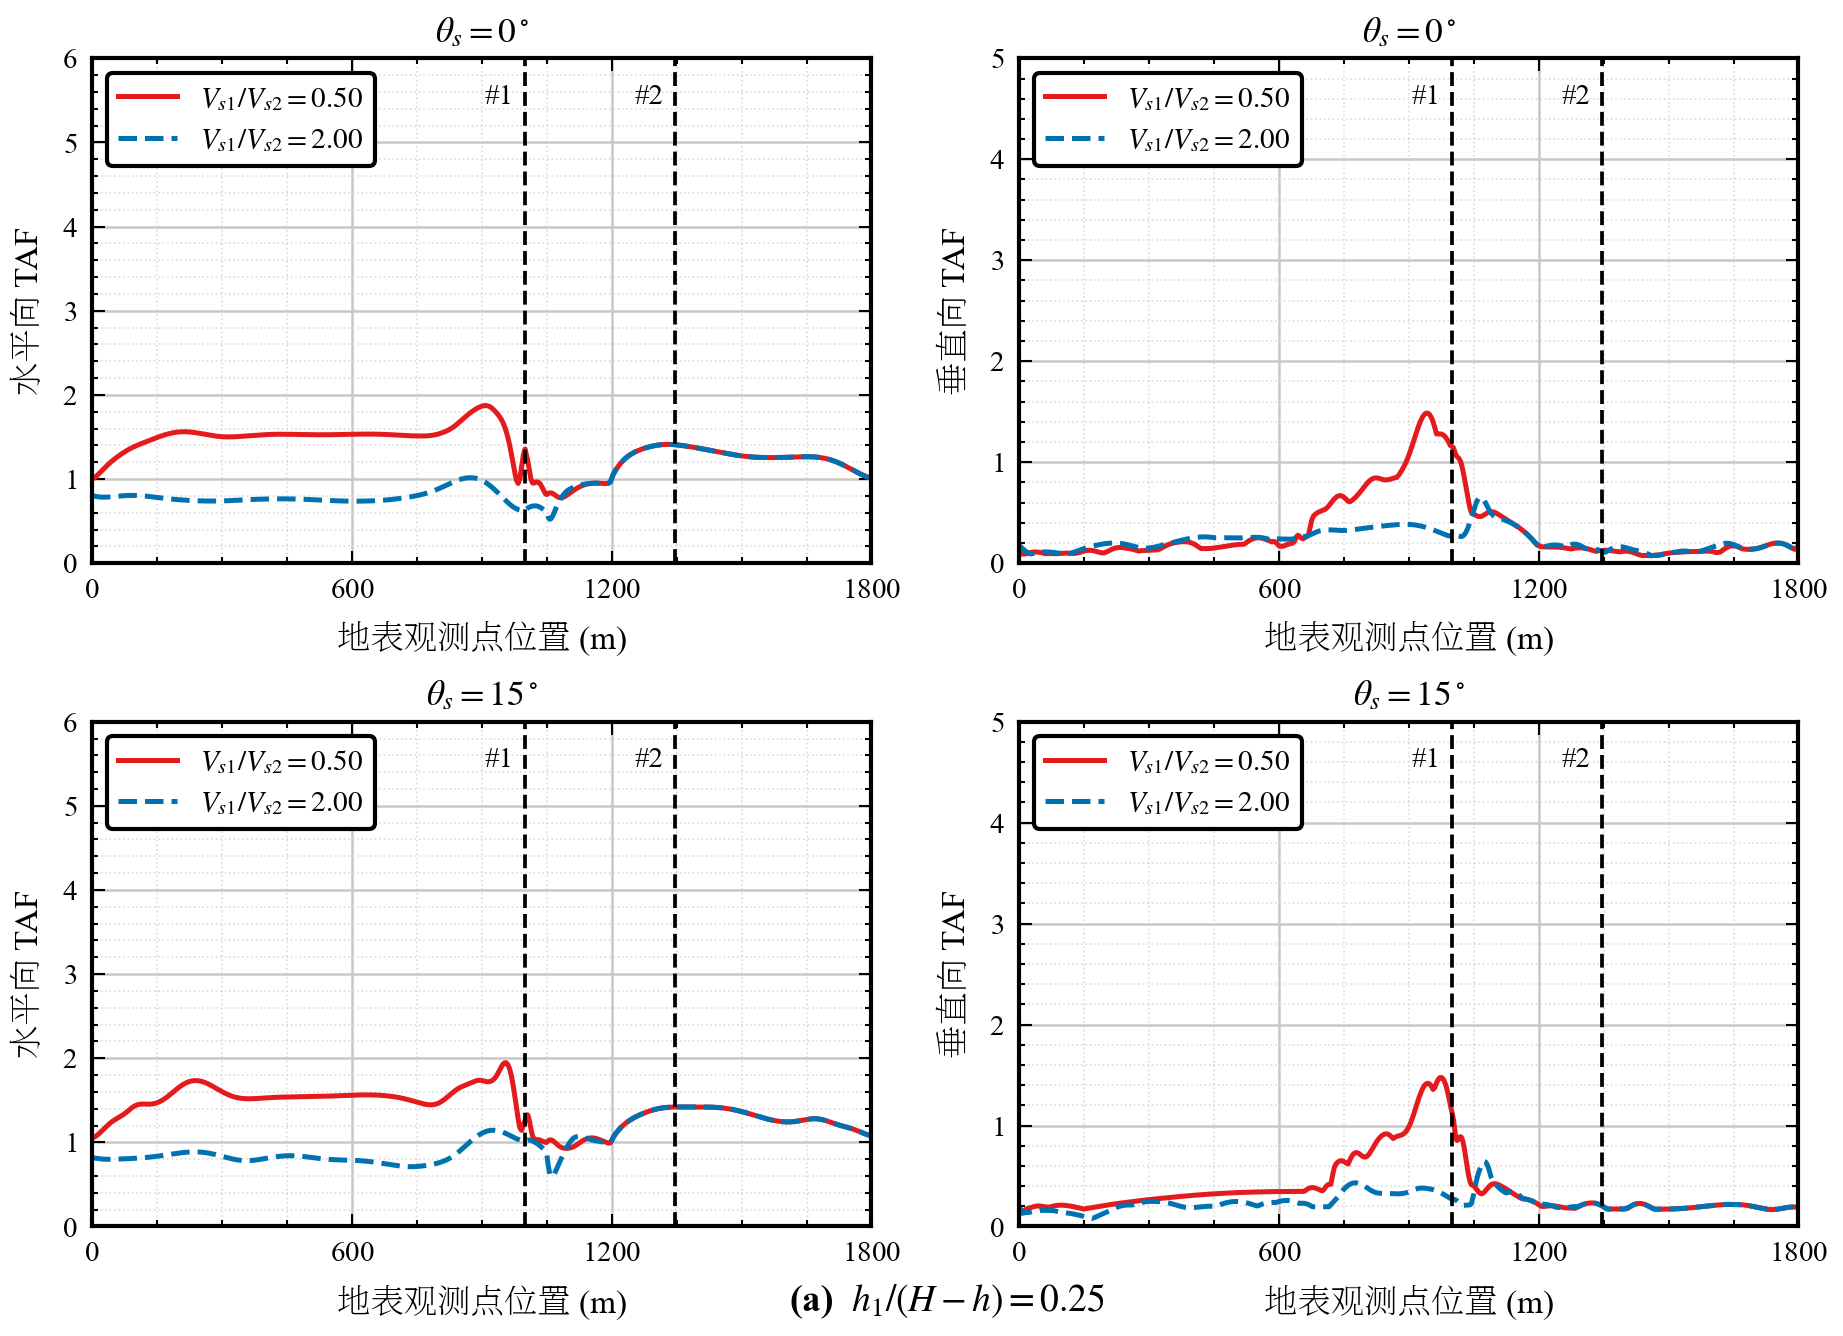 θs = 0°
6
5
4
3
2
1
0
Vs1/Vs2 = 0.50
Vs1/Vs2 = 2.00
#1
#2
水平向 TAF
0
600
1200
1800
地表观测点位置 (m)
θs = 0°
5
4
3
2
1
0
Vs1/Vs2 = 0.50
Vs1/Vs2 = 2.00
#1
#2
垂直向 TAF
0
600
1200
1800
地表观测点位置 (m)
θs = 15°
6
5
4
3
2
1
0
Vs1/Vs2 = 0.50
Vs1/Vs2 = 2.00
#1
#2
水平向 TAF
0
600
1200
1800
地表观测点位置 (m)
θs = 15°
5
4
3
2
1
0
Vs1/Vs2 = 0.50
Vs1/Vs2 = 2.00
#1
#2
垂直向 TAF
0
600
1200
1800
地表观测点位置 (m)
(a) h1/(H − h) = 0.25